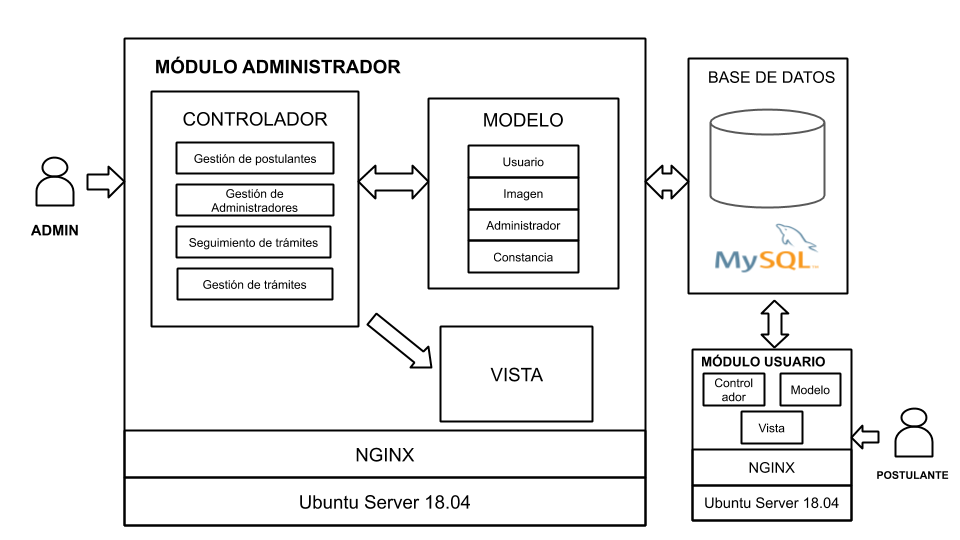 MÓDULO ADMINISTRADOR
CONTROLADOR
Gestión de postulantes
Gestión de
Administradores
Seguimiento de trámites
Gestión de trámites
MODELO
Usuario
Imagen
Administrador
Constancia
VISTA
NGINX
Ubuntu Server 18.04
ADMIN
BASE DE DATOS
MySQL
MÓDULO USUARIO
Control
ador
Modelo
Vista
NGINX
Ubuntu Server 18.04
POSTULANTE